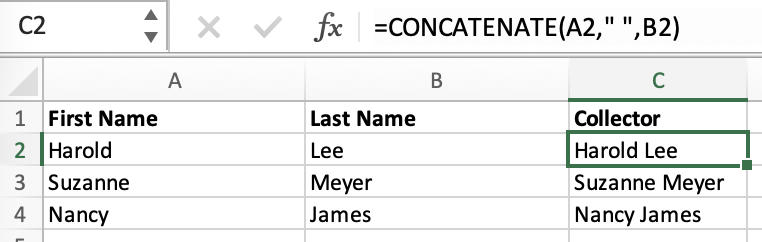 C2 fx =CONCATENATE(A2," ",B2)
A B C
1 First Name Last Name Collector
2 Harold Lee Harold Lee
3 Suzanne Meyer Suzanne Meyer
4 Nancy James Nancy James